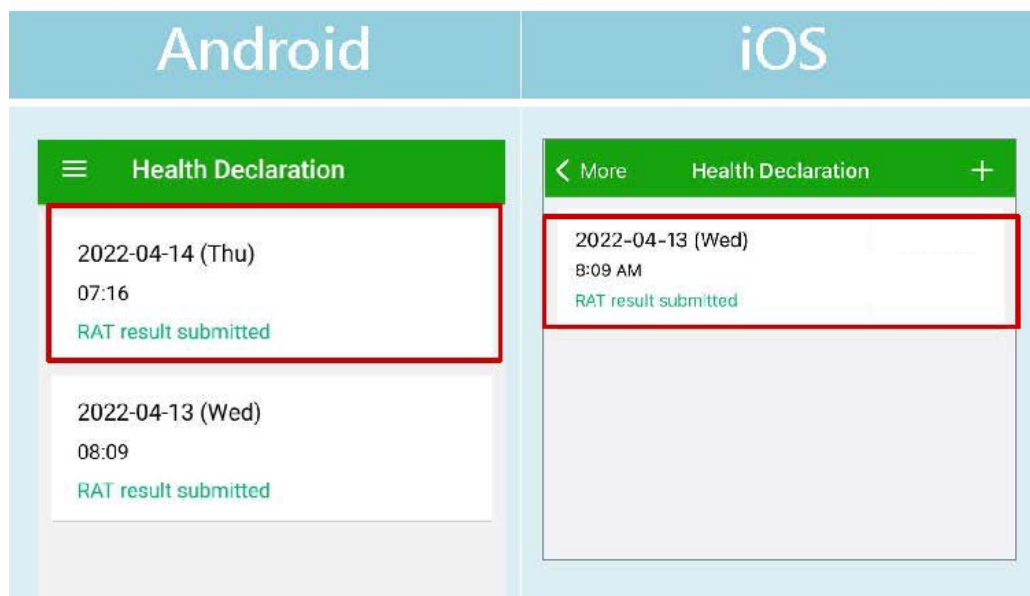 Android
iOS
Health Declaration
2022-04-14 (Thu)
07:16
RAT result submitted
2022-04-13 (Wed)
08:09
RAT result submitted
More
Health Declaration
2022-04-13 (Wed)
8:09 AM
RAT result submitted